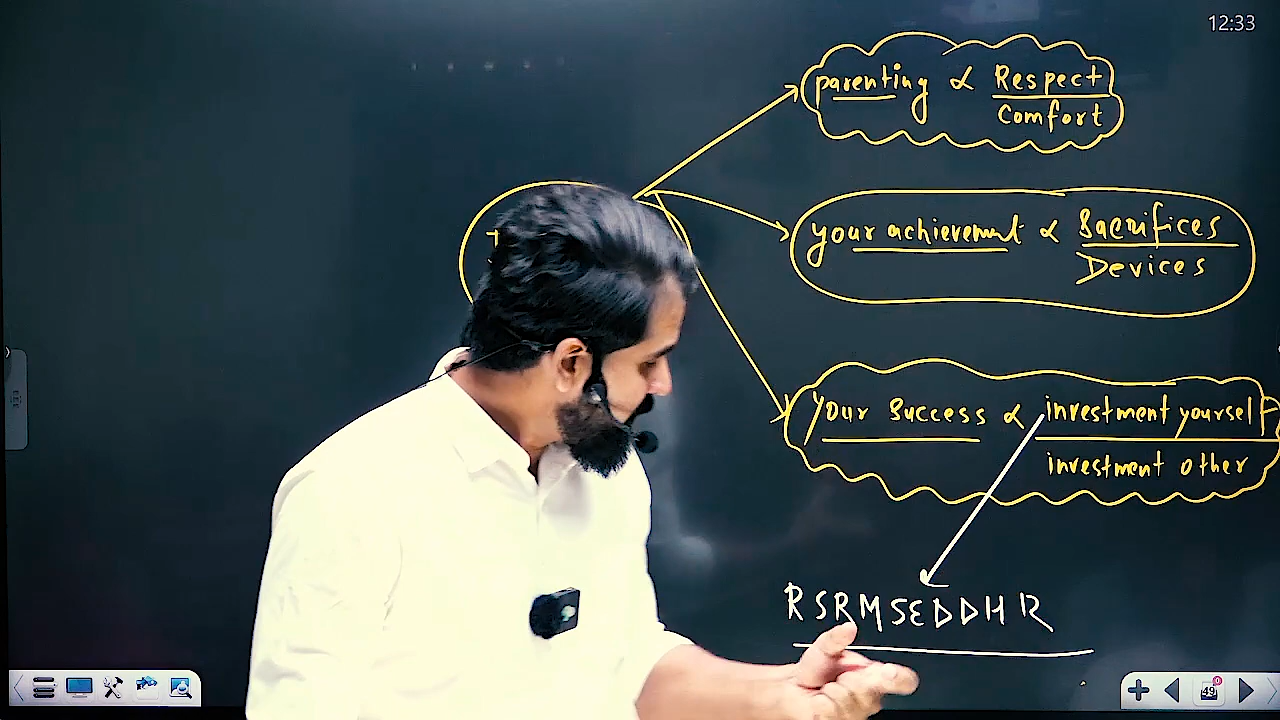 12:33
parenting ∝ Respect
Comfort
your achievement ∝ Sacrifices
Devices
Your Success ∝ investment yourself
investment other
RSRMSEDDHR
49